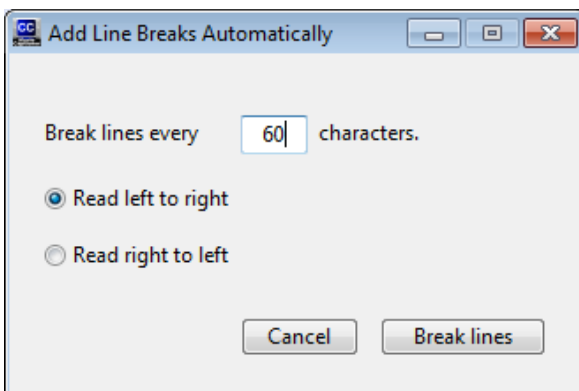 CC
Add Line Breaks Automatically
Break lines every 60 characters.
Read left to right
Read right to left
Cancel Break lines